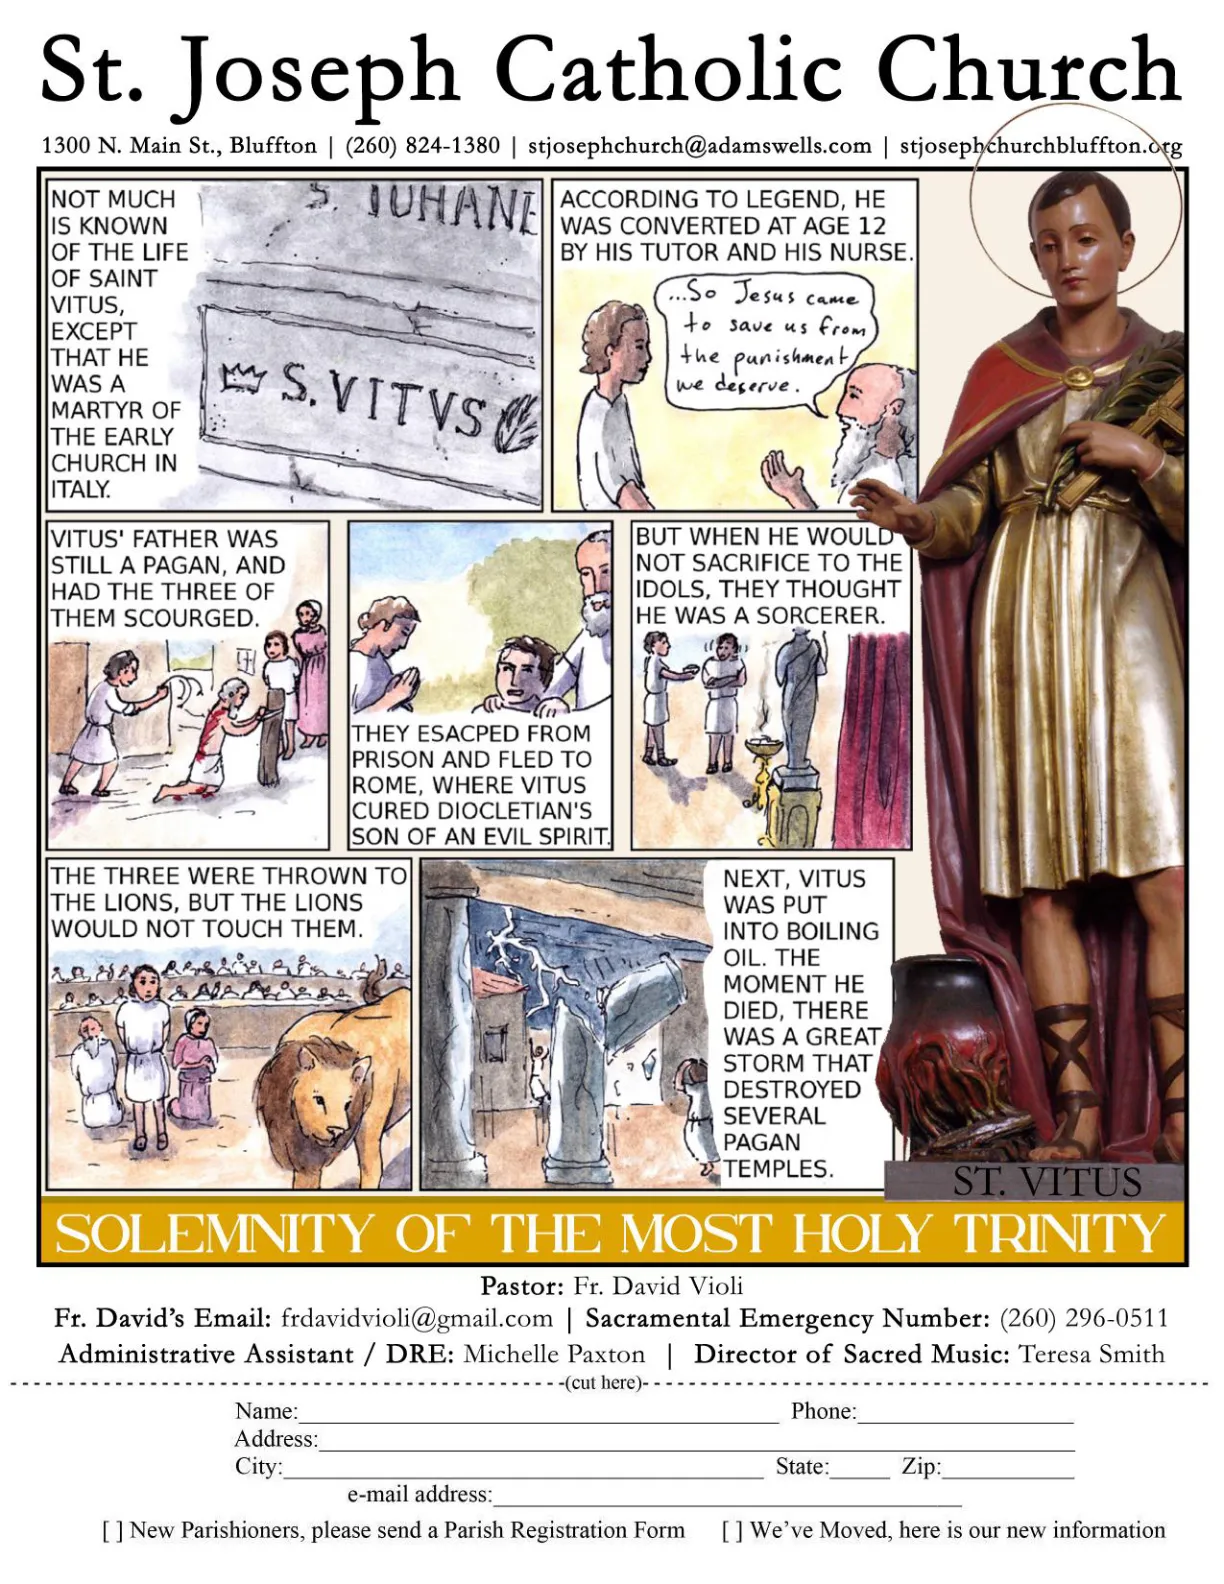 St. Joseph Catholic Church
1300 N. Main St., Bluffton | (260) 824-1380 | stjosephchurch@adamswells.com | stjosephchurchbluffton.org
NOT MUCH
IS KNOWN
OF THE LIFE
OF SAINT
VITUS,
EXCEPT
THAT HE
WAS A
MARTYR OF
THE EARLY
CHURCH IN
ITALY.
S. IUHANE
S. VITVS
ACCORDING TO LEGEND, HE
WAS CONVERTED AT AGE 12
BY HIS TUTOR AND HIS NURSE.
...So Jesus came
to save us from
the punishment
we deserve.
VITUS' FATHER WAS
STILL A PAGAN, AND
HAD THE THREE OF
THEM SCOURGED.
THEY ESACPED FROM
PRISON AND FLED TO
ROME, WHERE VITUS
CURED DIOCLETIAN'S
SON OF AN EVIL SPIRIT.
BUT WHEN HE WOULD
NOT SACRIFICE TO THE
IDOLS, THEY THOUGHT
HE WAS A SORCERER.
THE THREE WERE THROWN TO
THE LIONS, BUT THE LIONS
WOULD NOT TOUCH THEM.
NEXT, VITUS
WAS PUT
INTO BOILING
OIL. THE
MOMENT HE
DIED, THERE
WAS A GREAT
STORM THAT
DESTROYED
SEVERAL
PAGAN
TEMPLES.
ST. VITUS
SOLEMNITY OF THE MOST HOLY TRINITY
Pastor: Fr. David Violi
Fr. David's Email: frdavidvioli@gmail.com | Sacramental Emergency Number: (260) 296-0511
Administrative Assistant / DRE: Michelle Paxton | Director of Sacred Music: Teresa Smith
(cut here)
Name: Phone:
Address:
City: State: Zip:
e-mail address:
[ ] New Parishioners, please send a Parish Registration Form [ ] We've Moved, here is our new information